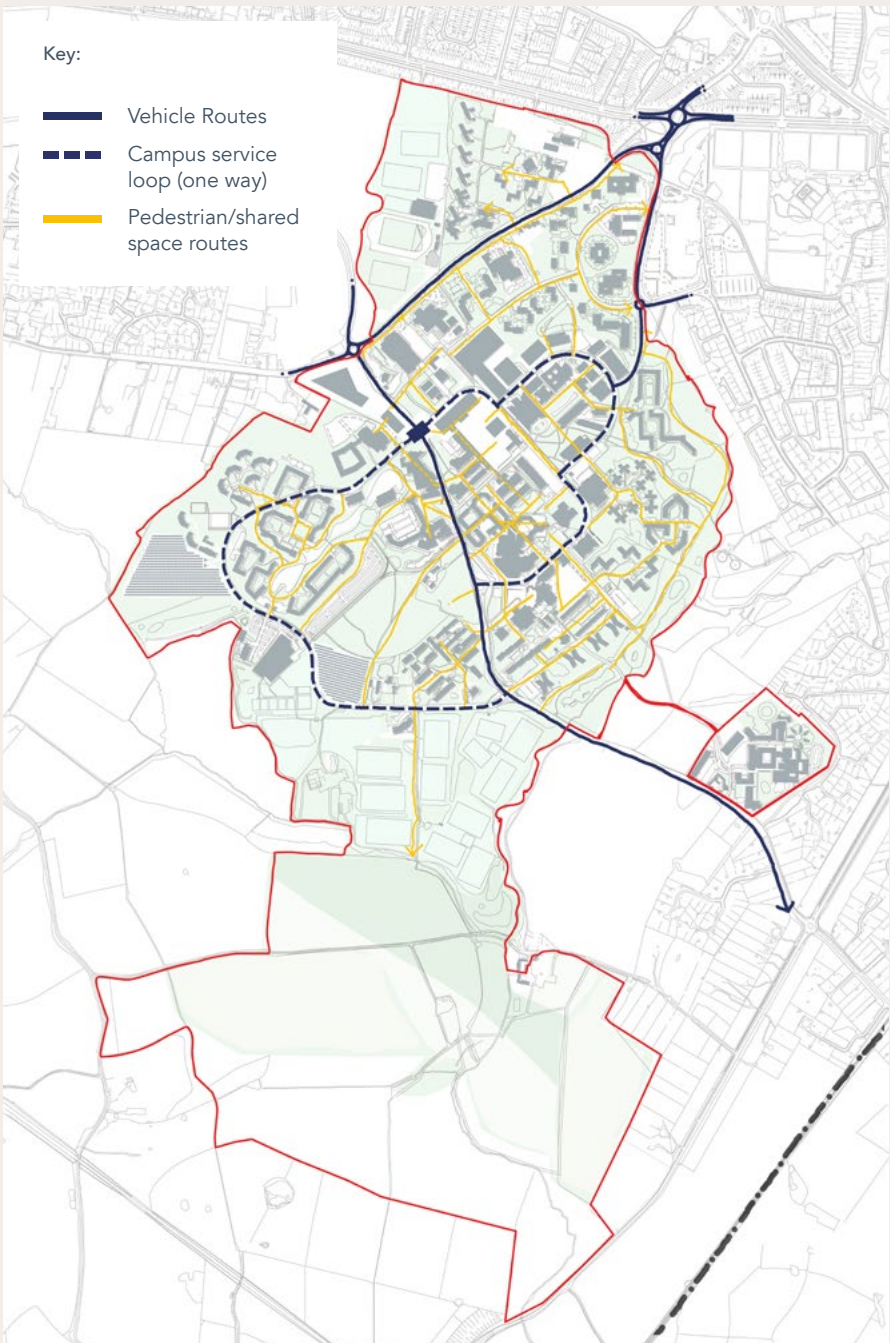 Key:
Vehicle Routes
Campus service
loop (one way)
Pedestrian/shared
space routes